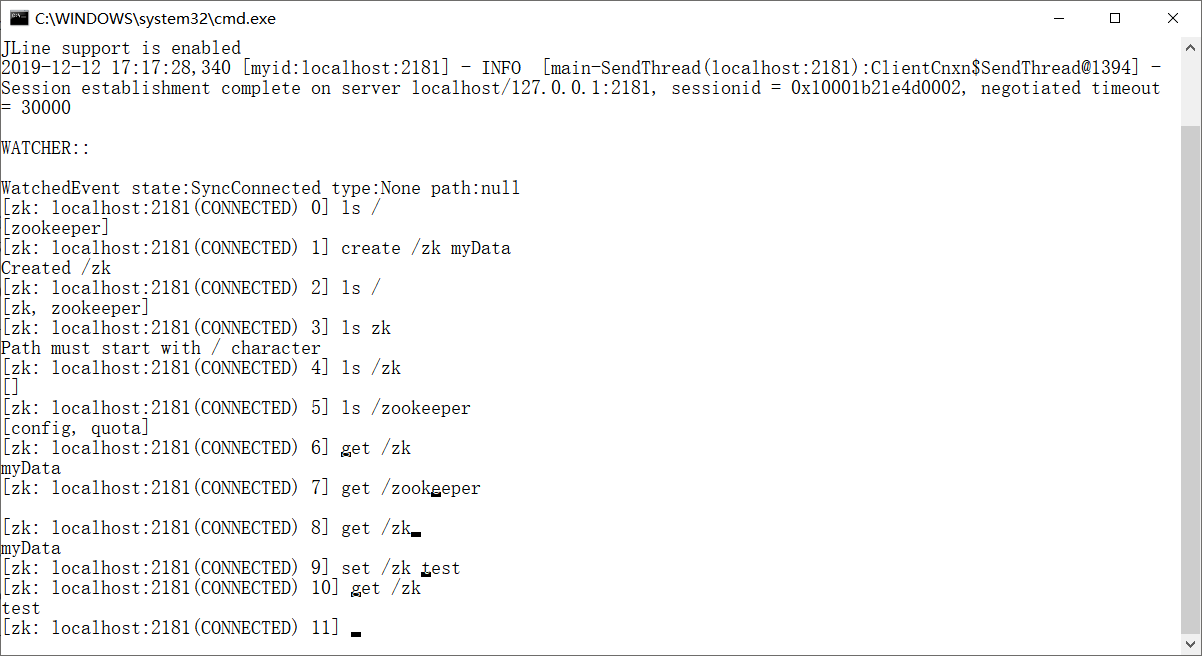 C:\WINDOWS\system32\cmd.exe
JLine support is enabled
2019-12-12 17:17:28,340 [myid:localhost:2181] - INFO  [main-SendThread(localhost:2181):ClientCnxn$SendThread@1394] -
Session establishment complete on server localhost/127.0.0.1:2181, sessionid = 0x10001b21e4d0002, negotiated timeout
= 30000
WATCHER::
WatchedEvent state:SyncConnected type:None path:null
[zk: localhost:2181(CONNECTED) 0] ls /
[zookeeper]
[zk: localhost:2181(CONNECTED) 1] create /zk myData
Created /zk
[zk: localhost:2181(CONNECTED) 2] ls /
[zk, zookeeper]
[zk: localhost:2181(CONNECTED) 3] ls zk
Path must start with / character
[zk: localhost:2181(CONNECTED) 4] ls /zk
[]
[zk: localhost:2181(CONNECTED) 5] ls /zookeeper
[config, quota]
[zk: localhost:2181(CONNECTED) 6] get /zk
myData
[zk: localhost:2181(CONNECTED) 7] get /zookeeper
[zk: localhost:2181(CONNECTED) 8] get /zk
myData
[zk: localhost:2181(CONNECTED) 9] set /zk test
[zk: localhost:2181(CONNECTED) 10] get /zk
test
[zk: localhost:2181(CONNECTED) 11]